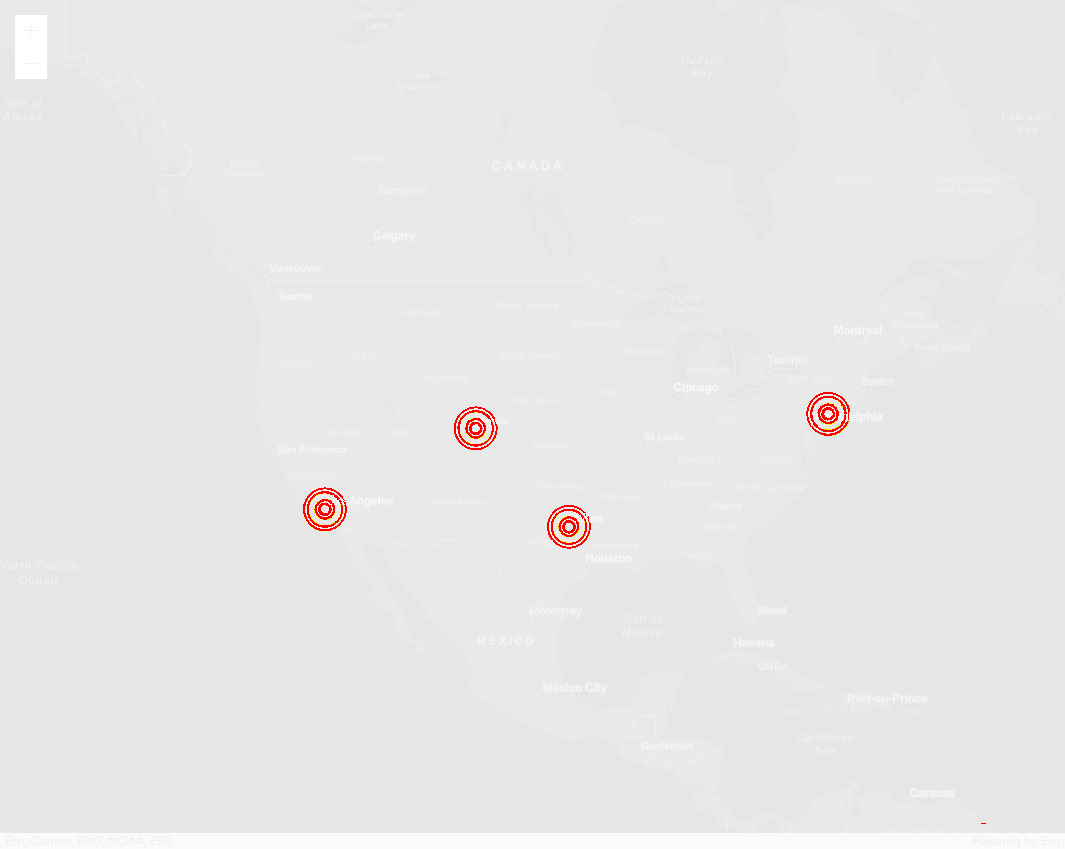 Great Bear
Lake
Lake
Athabasca
Hudson
Bay
Gulf of
Alaska
Labrador
Sea
British
Columbia
Alberta
CANADA
Edmonton
Quebec
Newfoundland
and Labrador
Ontario
Calgary
Vancouver
Seattle
Montana
North Dakota
Lake
Superior
Minnesota
Montreal
New
Brunswick
Nova Scotia
Oregon
Idaho
South Dakota
Wisconsin
Toronto
Wyoming
Michigan
New York
Boston
Nebraska
Iowa
Chicago
Nevada
Utah
St Louis
Ohio
delphia
San Francisco
Kansas
Kentucky
Virginia
California
Angeles
New Mexico
Oklahoma
Arkansas
Tennessee
North Carolina
Atlanta
Georgia
Louisiana
Houston
Florida
North Pacific
Ocean
Monterrey
Gulf of
Mexico
Miami
MÉXICO
Havana
CUBA
Mexico City
Port-au-Prince
Guatemala
Caribbean
Sea
Caracas
VENEZUELA
Esri, Garmin, FAO, NOAA, EPA
Powered by Esri